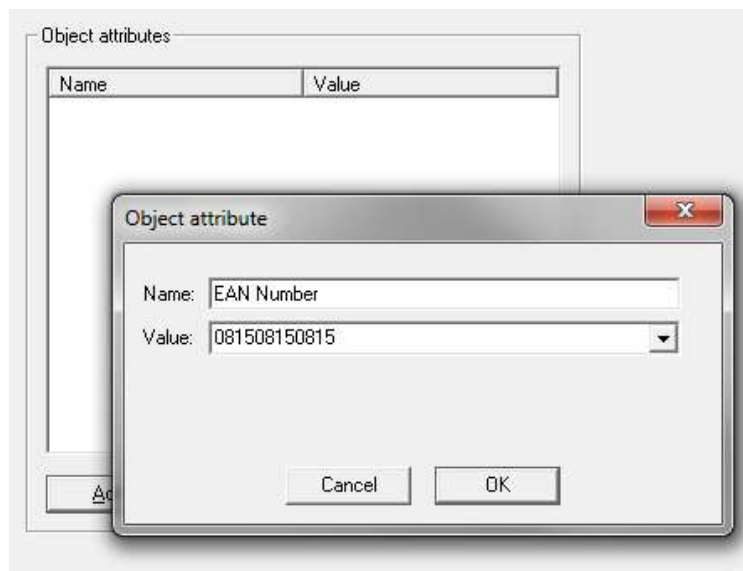 Object attributes
Name Value
Object attribute
Name: EAN Number
Value: 081508150815
Cancel OK